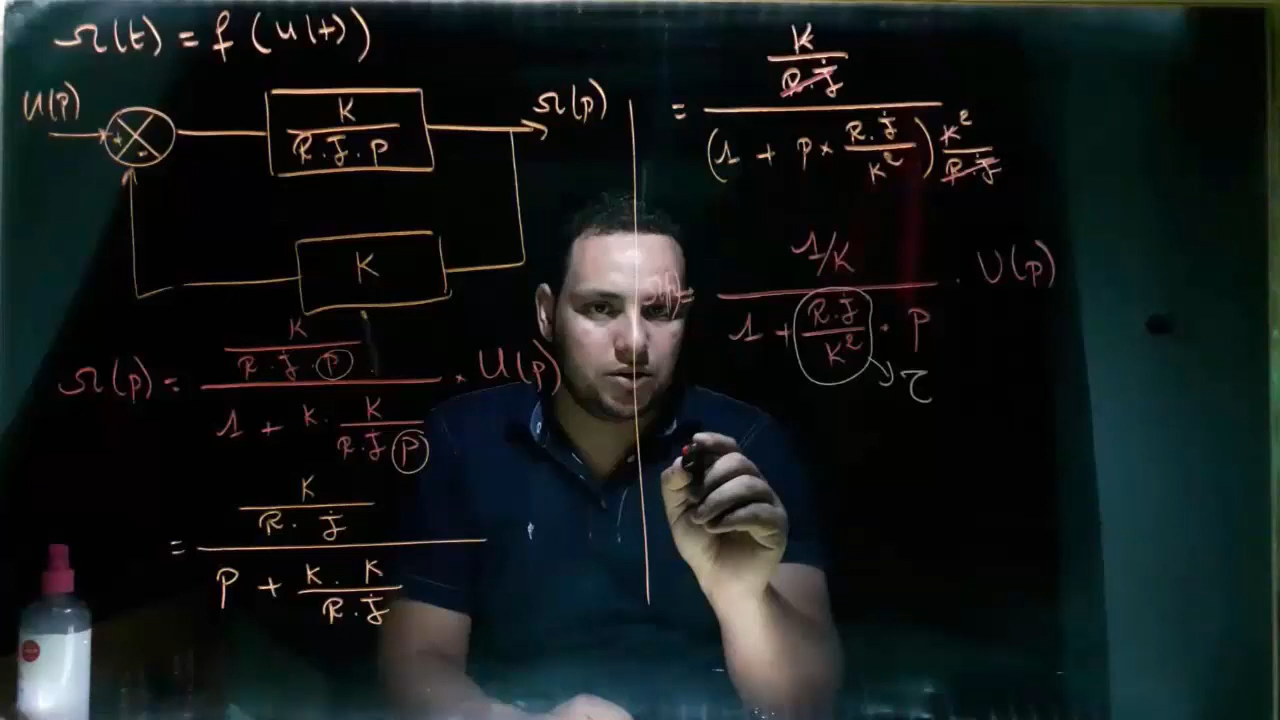 Ω(t) = f (U(t))
U(p)
+
-
K
R.J.P
Ω(p)
K
Ω(p) =
K
R.J.P
1 + K.
K
R.J P
. U(p)
=
K
R. J
P + K. K
R.J
=
K
R.J
(1 + P×
R.J
K²
)
K²
R.J
=
1/K
1 +
R.J
K²
. P
. U(p)
τ